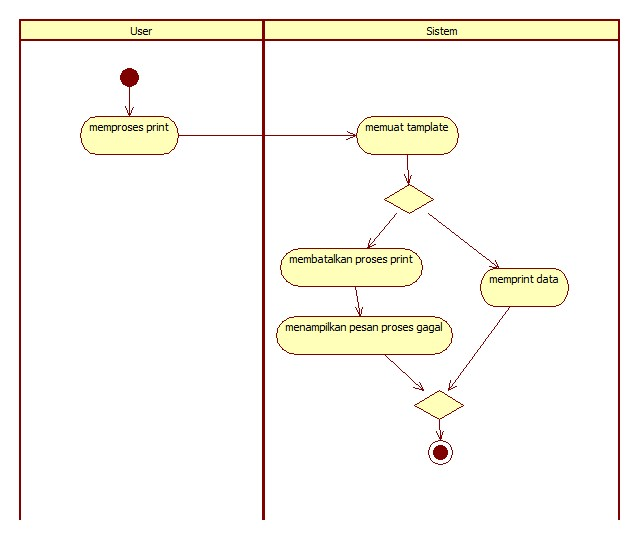 User
Sistem
memproses print
memuat tamplate
membatalkan proses print
memprint data
menampilkan pesan proses gagal